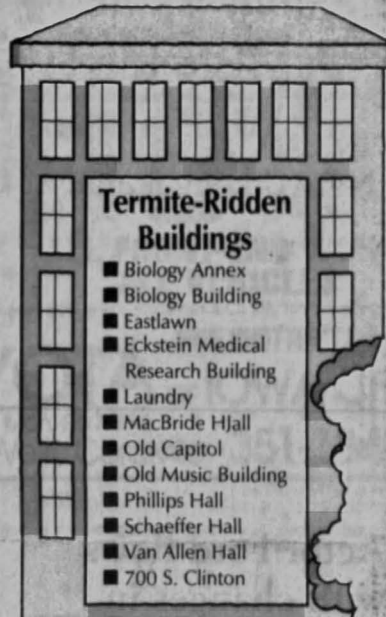 Termite-Ridden
Buildings
■ Biology Annex
■ Biology Building
■ Eastlawn
■ Eckstein Medical
Research Building
■ Laundry
■ MacBride HJall
■ Old Capitol
■ Old Music Building
■ Phillips Hall
■ Schaeffer Hall
■ Van Allen Hall
■ 700 S. Clinton